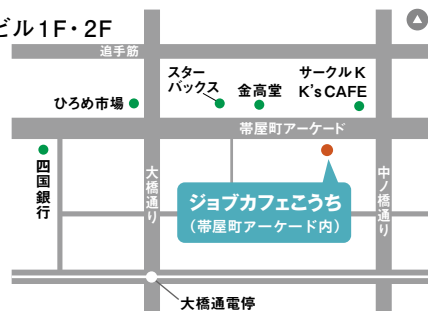 ビル1F・2F
追手筋
スター
バックス
サークルK
K's CAFE
金高堂
ひろめ市場
帯屋町アーケード
四国銀行
大橋通り
中ノ橋通り
ジョブカフェこうち
(帯屋町アーケード内)
大橋通電停